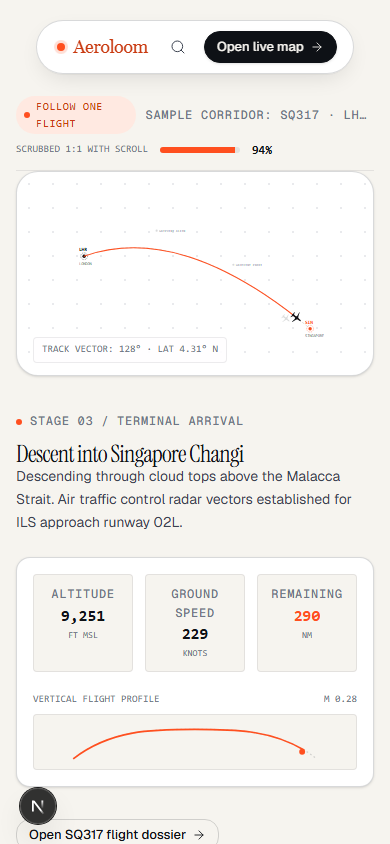 Aeroloom
Open live map →
FOLLOW ONE
FLIGHT
SAMPLE CORRIDOR: SQ317 · LH…
SCRUBBED 1:1 WITH SCROLL
94%
LHR
LONDON
SIN
SINGAPORE
TRACK VECTOR: 128° · LAT 4.31° N
STAGE 03 / TERMINAL ARRIVAL
Descent into Singapore Changi
Descending through cloud tops above the Malacca
Strait. Air traffic control radar vectors established for
ILS approach runway 02L.
ALTITUDE
9,251
FT MSL
GROUND
SPEED
229
KNOTS
REMAINING
290
NM
VERTICAL FLIGHT PROFILE
M 0.28
N
Open SQ317 flight dossier →